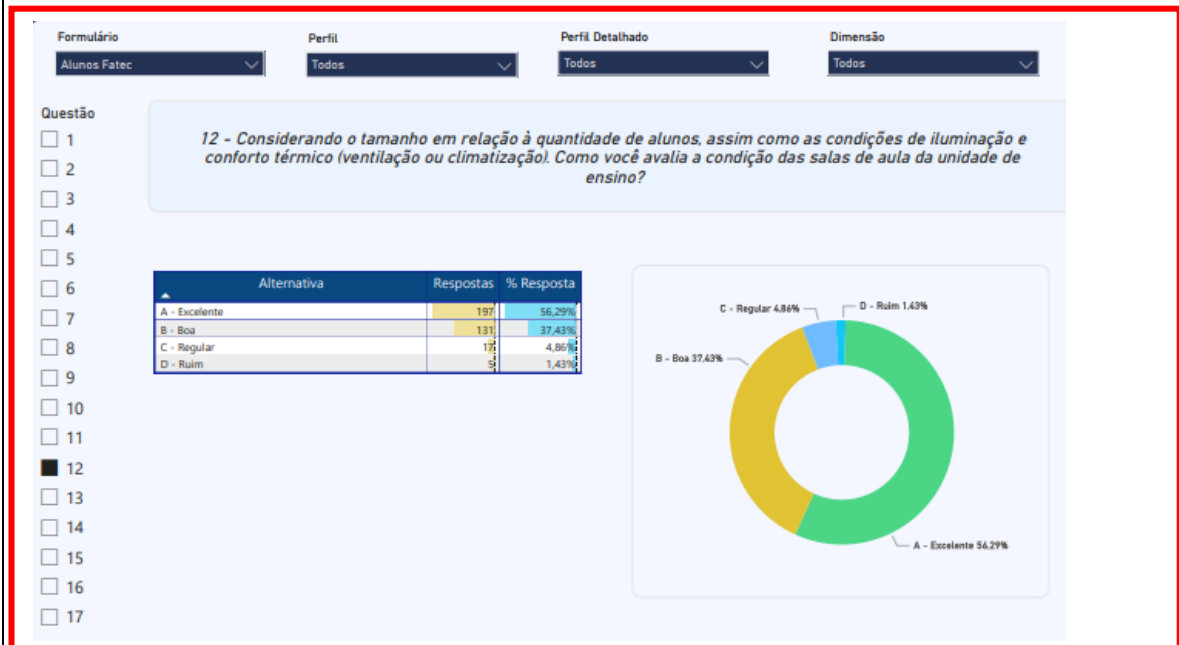 Formulário Perfil Perfil Detalhado Dimensão
Alunos Fatec Todos Todos Todos
Questão
1
2
3
4
5
6
7
8
9
10
11
12
13
14
15
16
17
12 - Considerando o tamanho em relação à quantidade de alunos, assim como as condições de iluminação e
conforto térmico (ventilação ou climatização). Como você avalia a condição das salas de aula da unidade de
ensino?
Alternativa Respostas % Resposta
A - Excelente 197 56,29%
B - Boa 131 37,43%
C - Regular 17 4,86%
D - Ruim 5 1,43%
C - Regular 4,86% D - Ruim 1,43%
B - Boa 37,43%
A - Excelente 56,29%